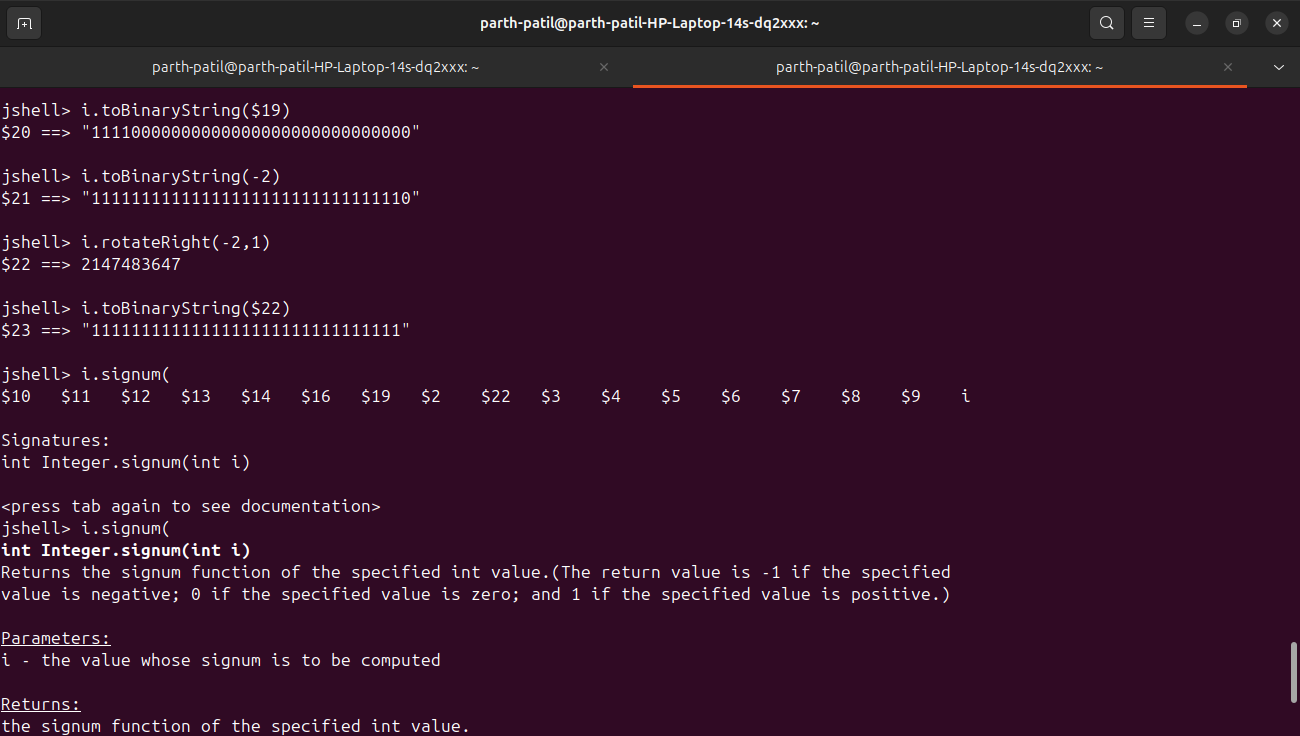 parth-patil@parth-patil-HP-Laptop-14s-dq2xxx: ~
parth-patil@parth-patil-HP-Laptop-14s-dq2xxx: ~
parth-patil@parth-patil-HP-Laptop-14s-dq2xxx: ~
jshell> i.toBinaryString($19)
$20 ==> "11110000000000000000000000000000"
jshell> i.toBinaryString(-2)
$21 ==> "11111111111111111111111111111110"
jshell> i.rotateRight(-2,1)
$22 ==> 2147483647
jshell> i.toBinaryString($22)
$23 ==> "1111111111111111111111111111111"
jshell> i.signum(
$10 $11 $12 $13 $14 $16 $19 $2 $22 $3 $4 $5 $6 $7 $8 $9 i
Signatures:
int Integer.signum(int i)
<press tab again to see documentation>
jshell> i.signum(
int Integer.signum(int i)
Returns the signum function of the specified int value.(The return value is -1 if the specified
value is negative; 0 if the specified value is zero; and 1 if the specified value is positive.)
Parameters:
i - the value whose signum is to be computed
Returns:
the signum function of the specified int value.